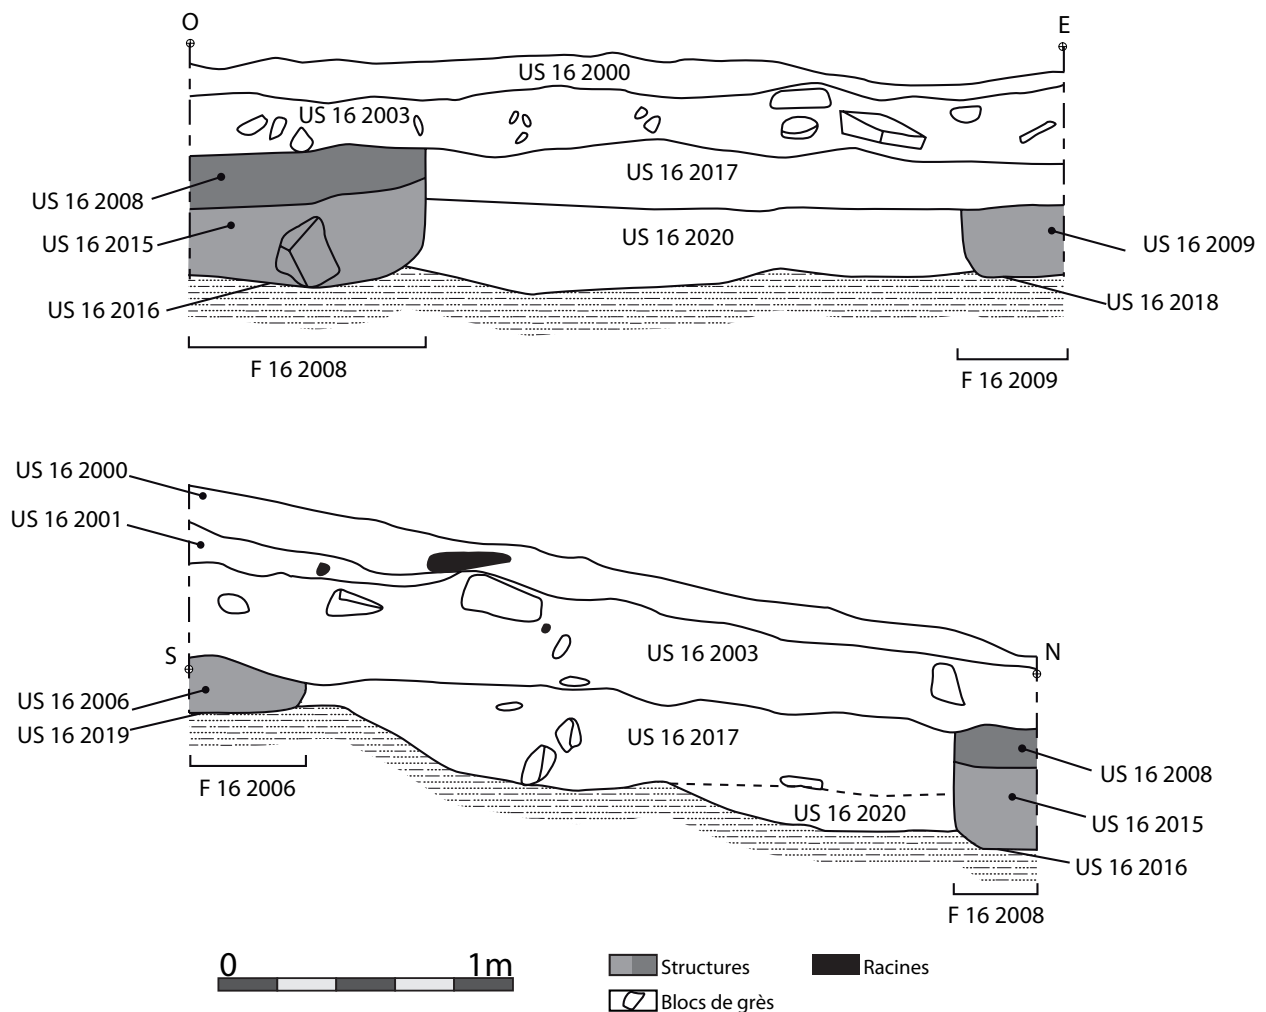 O
E
US 16 2000
US 16 2003
US 16 2017
US 16 2008
US 16 2015
US 16 2020
US 16 2009
US 16 2016
US 16 2018
F 16 2008
F 16 2009
US 16 2000
US 16 2001
S
N
US 16 2003
US 16 2006
US 16 2019
US 16 2017
F 16 2006
US 16 2008
US 16 2020
US 16 2015
US 16 2016
F 16 2008
0 1m
Structures
Racines
Blocs de grès